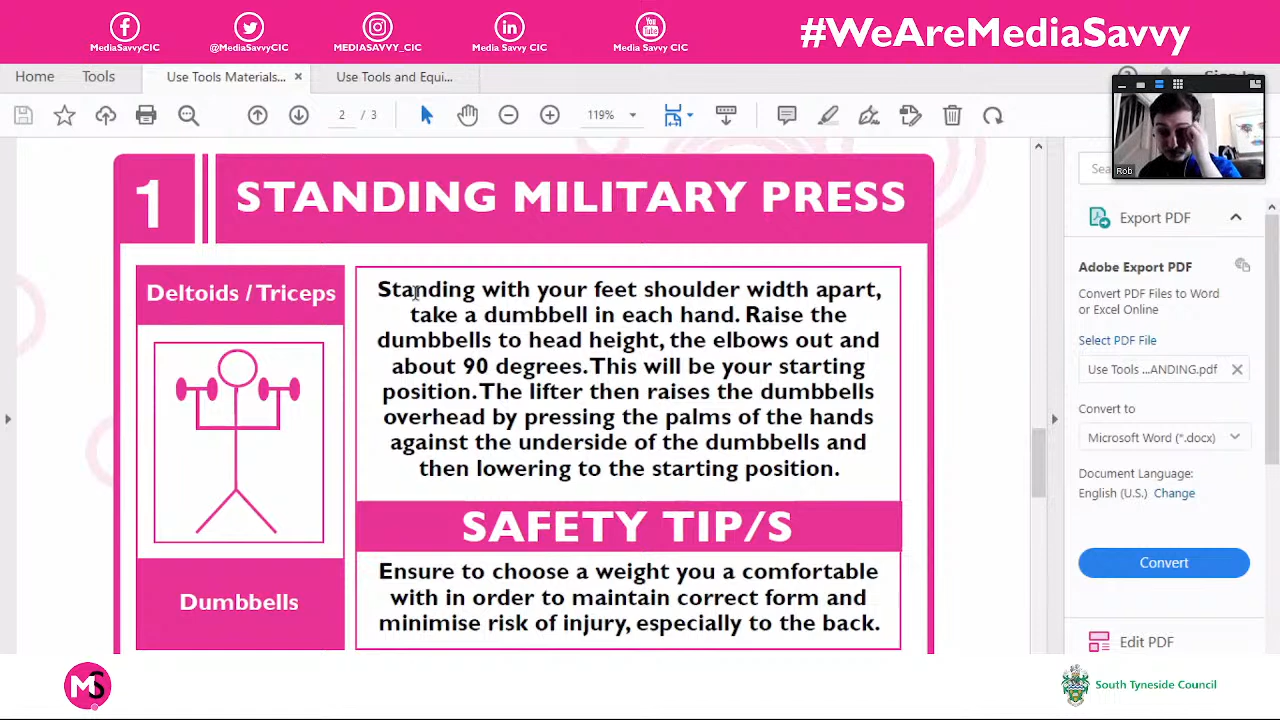 #WeAreMediaSavvy
MediaSavvyCIC
@MediaSavvyCIC
MEDIASAVVY_CIC
Media Savvy CIC
Media Savvy CIC
Home
Tools
Use Tools Materials...
Use Tools and Equi...
2 / 3
119%
Rob
1
STANDING MILITARY PRESS
Deltoids / Triceps
Standing with your feet shoulder width apart,
take a dumbbell in each hand. Raise the
dumbbells to head height, the elbows out and
about 90 degrees. This will be your starting
position. The lifter then raises the dumbbells
overhead by pressing the palms of the hands
against the underside of the dumbbells and
then lowering to the starting position.
SAFETY TIP/S
Dumbbells
Ensure to choose a weight you a comfortable
with in order to maintain correct form and
minimise risk of injury, especially to the back.
Export PDF
Adobe Export PDF
Convert PDF Files to Word
or Excel Online
Select PDF File
Use Tools ...ANDING.pdf
Convert to
Microsoft Word (*.docx)
Document Language:
English (U.S.) Change
Convert
Edit PDF
MS
South Tyneside Council